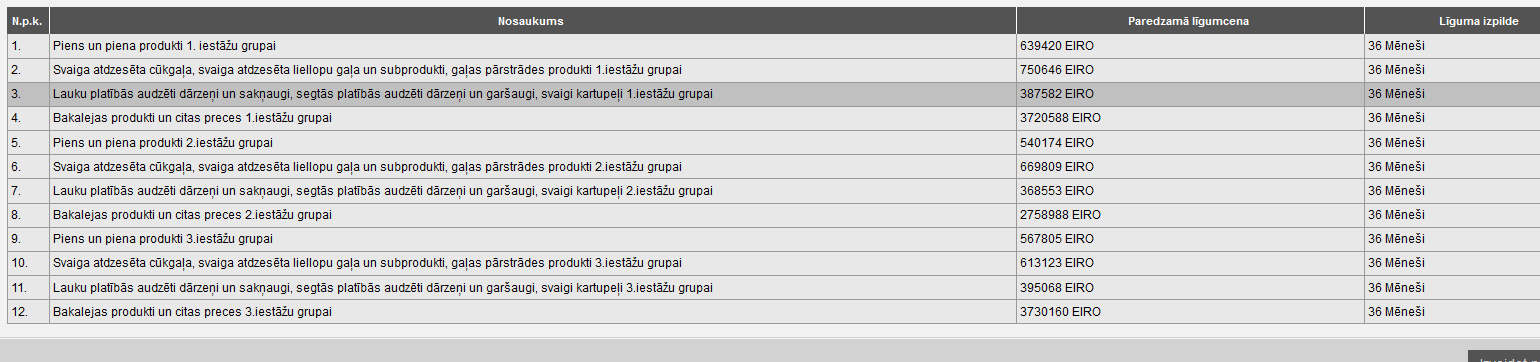 N.p.k. Nosaukums Paredzamā līgumcena Līguma izpilde
1. Piens un piena produkti 1. iestāžu grupai 639420 EIRO 36 Mēneši
2. Svaiga atdzesēta cūkgaļa, svaiga atdzesēta liellopu gaļa un subprodukti, gaļas pārstrādes produkti 1.iestāžu grupai 750646 EIRO 36 Mēneši
3. Lauku platībās audzēti dārzeņi un sakņaugi, segtās platībās audzēti dārzeņi un garšaugi, svaigi kartupeļi 1.iestāžu grupai 387582 EIRO 36 Mēneši
4. Bakalejas produkti un citas preces 1.iestāžu grupai 3720588 EIRO 36 Mēneši
5. Piens un piena produkti 2.iestāžu grupai 540174 EIRO 36 Mēneši
6. Svaiga atdzesēta cūkgaļa, svaiga atdzesēta liellopu gaļa un subprodukti, gaļas pārstrādes produkti 2.iestāžu grupai 669809 EIRO 36 Mēneši
7. Lauku platībās audzēti dārzeņi un sakņaugi, segtās platībās audzēti dārzeņi un garšaugi, svaigi kartupeļi 2.iestāžu grupai 368553 EIRO 36 Mēneši
8. Bakalejas produkti un citas preces 2.iestāžu grupai 2758988 EIRO 36 Mēneši
9. Piens un piena produkti 3.iestāžu grupai 567805 EIRO 36 Mēneši
10. Svaiga atdzesēta cūkgaļa, svaiga atdzesēta liellopu gaļa un subprodukti, gaļas pārstrādes produkti 3.iestāžu grupai 613123 EIRO 36 Mēneši
11. Lauku platībās audzēti dārzeņi un sakņaugi, segtās platībās audzēti dārzeņi un garšaugi, svaigi kartupeļi 3.iestāžu grupai 395068 EIRO 36 Mēneši
12. Bakalejas produkti un citas preces 3.iestāžu grupai 3730160 EIRO 36 Mēneši